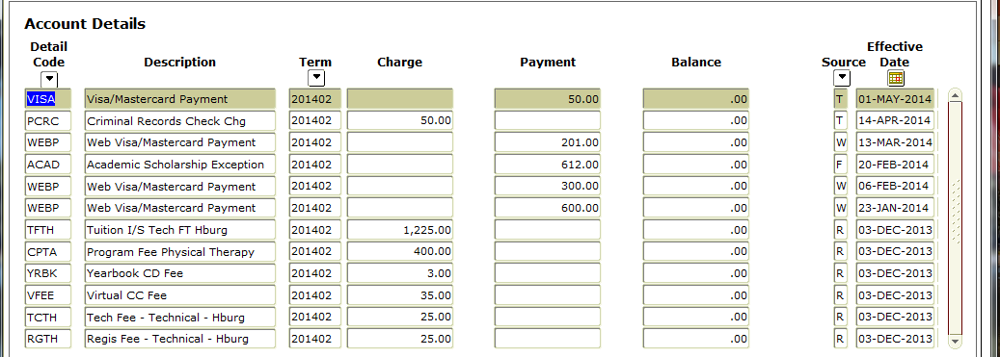 Account Details
Detail Code Description Term Charge Payment Balance Source Effective Date
VISA Visa/Mastercard Payment 201402 50.00 .00 T 01-MAY-2014
PCRC Criminal Records Check Chg 201402 50.00 .00 T 14-APR-2014
WEBP Web Visa/Mastercard Payment 201402 201.00 .00 W 13-MAR-2014
ACAD Academic Scholarship Exception 201402 612.00 .00 F 20-FEB-2014
WEBP Web Visa/Mastercard Payment 201402 300.00 .00 W 06-FEB-2014
WEBP Web Visa/Mastercard Payment 201402 600.00 .00 W 23-JAN-2014
TFTH Tuition I/S Tech FT Hburg 201402 1,225.00 .00 R 03-DEC-2013
CPTA Program Fee Physical Therapy 201402 400.00 .00 R 03-DEC-2013
YRBK Yearbook CD Fee 201402 3.00 .00 R 03-DEC-2013
VFEE Virtual CC Fee 201402 35.00 .00 R 03-DEC-2013
TCTH Tech Fee - Technical - Hburg 201402 25.00 .00 R 03-DEC-2013
RGTH Regis Fee - Technical - Hburg 201402 25.00 .00 R 03-DEC-2013